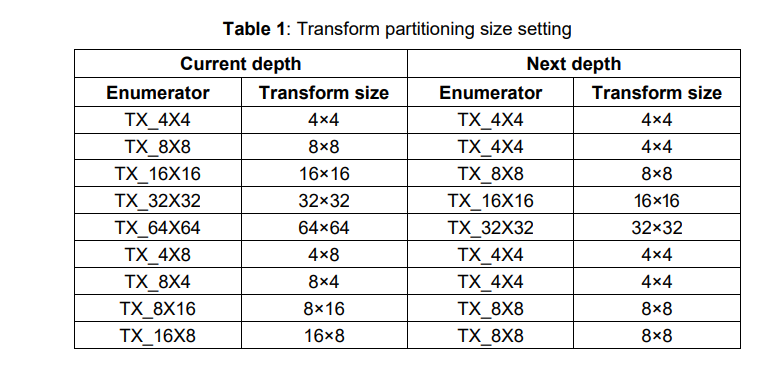 Table 1: Transform partitioning size setting
Current depth Next depth
Enumerator Transform size Enumerator Transform size
TX_4X4 4×4 TX_4X4 4×4
TX_8X8 8×8 TX_4X4 4×4
TX_16X16 16×16 TX_8X8 8×8
TX_32X32 32×32 TX_16X16 16×16
TX_64X64 64×64 TX_32X32 32×32
TX_4X8 4×8 TX_4X4 4×4
TX_8X4 8×4 TX_4X4 4×4
TX_8X16 8×16 TX_8X8 8×8
TX_16X8 16×8 TX_8X8 8×8